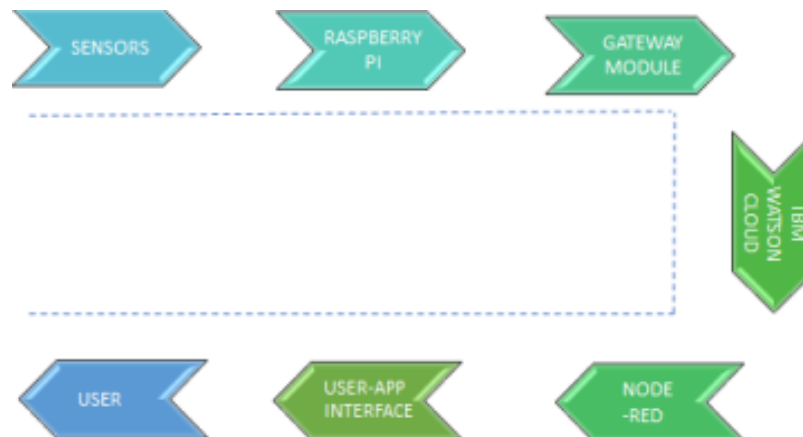 SENSORS
RASPBERRY
PI
GATEWAY
MODULE
IBM
WATSON
CLOUD
NODE
-RED
USER-APP
INTERFACE
USER